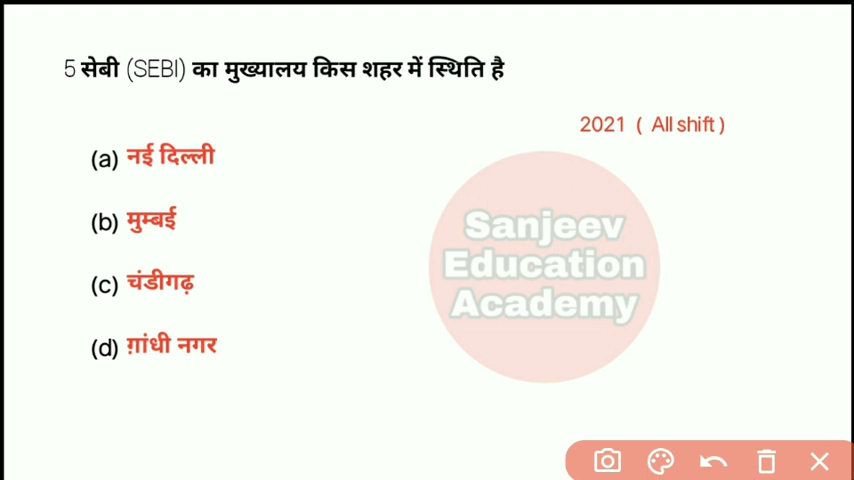 5 सेबी (SEBI) का मुख्यालय किस शहर में स्थिति है
2021 ( All shift )
(a) नई दिल्ली
(b) मुम्बई
(c) चंडीगढ़
(d) ग़ांधी नगर
Sanjeev
Education
Academy